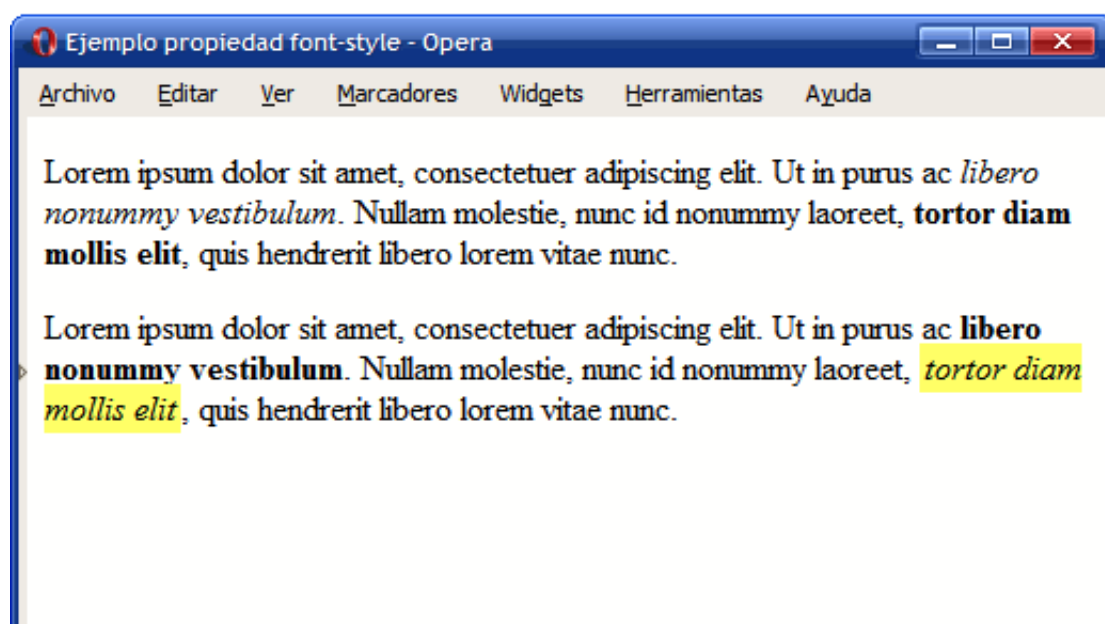 Ejemplo propiedad font-style - Opera
Archivo Editar Ver Marcadores Widgets Herramientas Ayuda
Lorem ipsum dolor sit amet, consectetuer adipiscing elit. Ut in purus ac libero
nonummy vestibulum. Nullam molestie, nunc id nonummy laoreet, tortor diam
mollis elit, quis hendrerit libero lorem vitae nunc.
Lorem ipsum dolor sit amet, consectetuer adipiscing elit. Ut in purus ac libero
nonummy vestibulum. Nullam molestie, nunc id nonummy laoreet, tortor diam
mollis elit, quis hendrerit libero lorem vitae nunc.